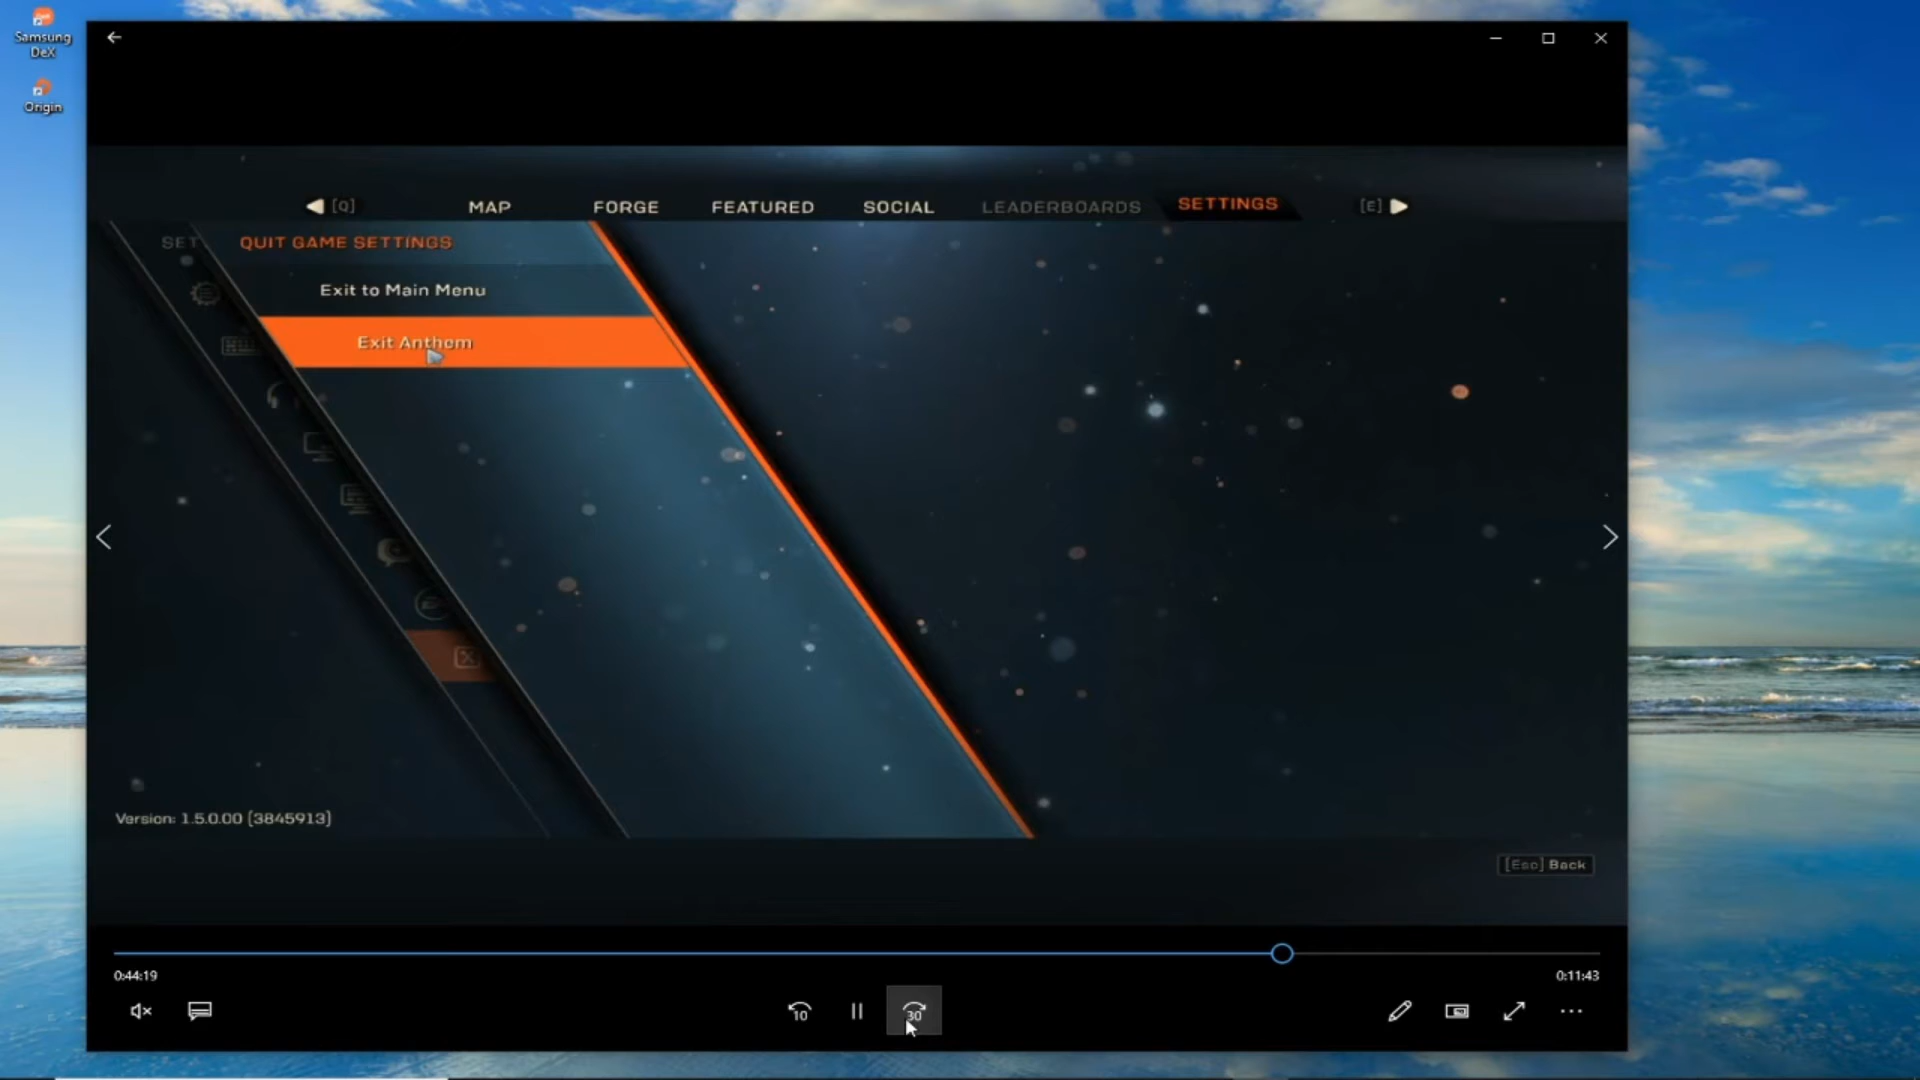 Samsung
DeX
Origin
[Q] MAP FORGE FEATURED SOCIAL LEADERBOARDS SETTINGS [E]
SET
QUIT GAME SETTINGS
Exit to Main Menu
Exit Anthem
Version: 1.5.0.00 [3845913]
[Esc] Back
0:44:19
0:11:43
10
30